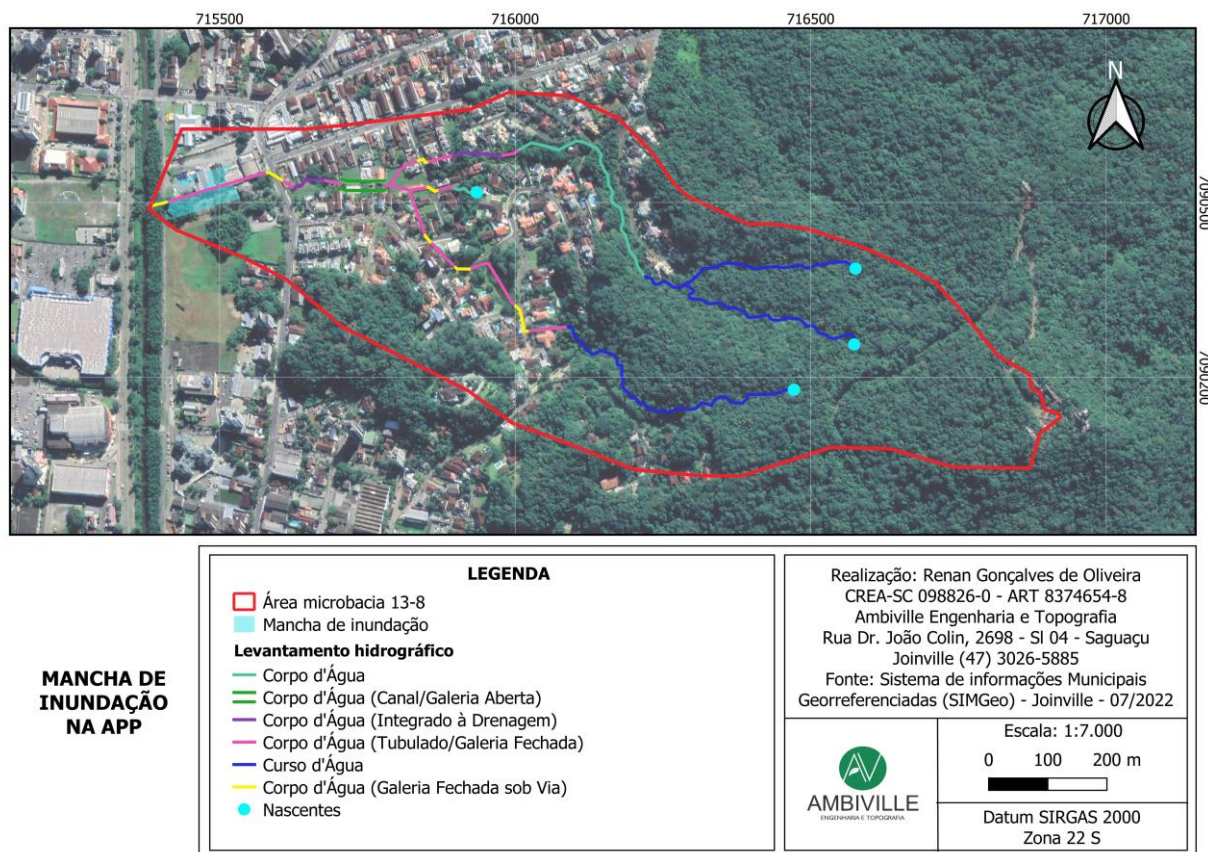 715500 716000 716500 717000
N
7090500
7090200
MANCHA DE
INUNDAÇÃO
NA APP
LEGENDA
Área microbacia 13-8
Mancha de inundação
Levantamento hidrográfico
Corpo d'Água
Corpo d'Água (Canal/Galeria Aberta)
Corpo d'Água (Integrado à Drenagem)
Corpo d'Água (Tubulado/Galeria Fechada)
Curso d'Água
Corpo d'Água (Galeria Fechada sob Via)
Nascentes
Realização: Renan Gonçalves de Oliveira
CREA-SC 098826-0 - ART 8374654-8
Ambiville Engenharia e Topografia
Rua Dr. João Colin, 2698 - Sl 04 - Saguaçu
Joinville (47) 3026-5885
Fonte: Sistema de informações Municipais
Georreferenciadas (SIMGeo) - Joinville - 07/2022
AV
AMBIVILLE
ENGENHARIA E TOPOGRAFIA
Escala: 1:7.000
0 100 200 m
Datum SIRGAS 2000
Zona 22 S